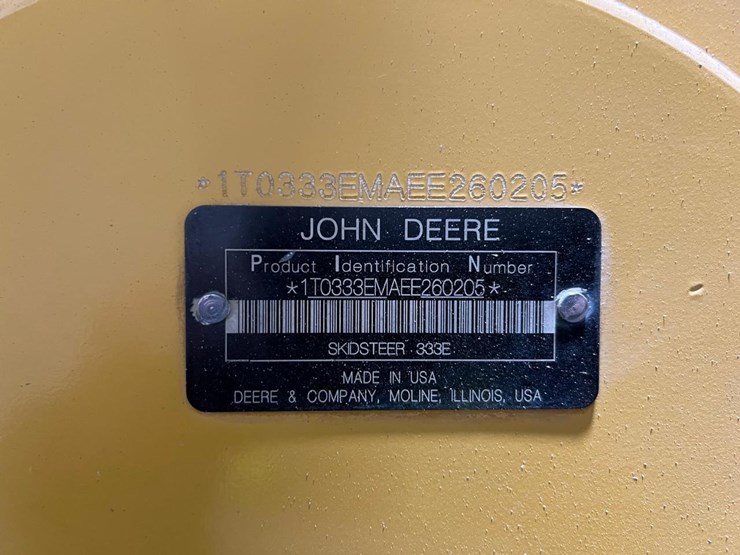 *1T0333EMAEE260205*
JOHN DEERE
Product Identification Number
*1T0333EMAEE260205*
SKIDSTEER 333E
MADE IN USA
DEERE & COMPANY, MOLINE, ILLINOIS, USA